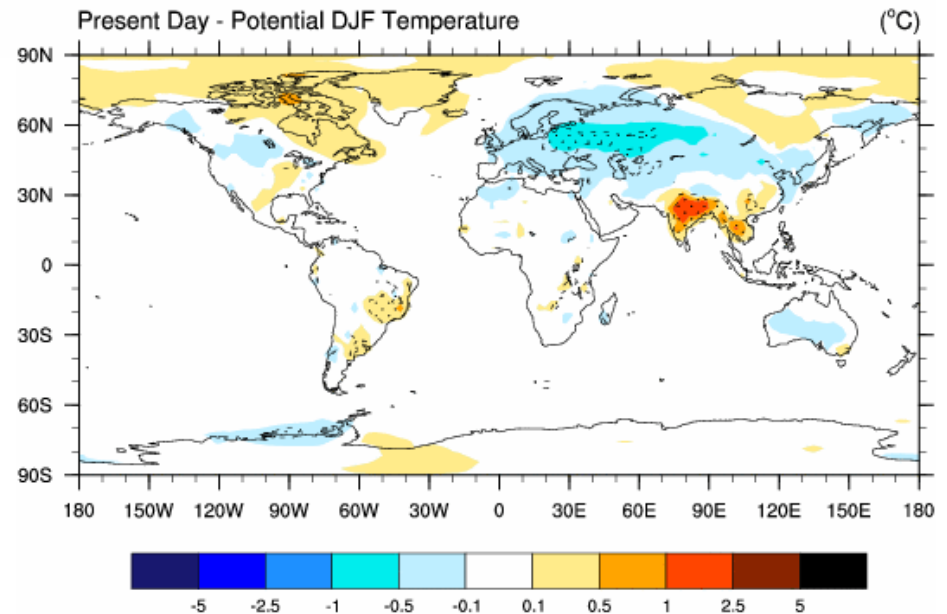 Present Day - Potential DJF Temperature (°C)
90N
60N
30N
0
30S
60S
90S
180 150W 120W 90W 60W 30W 0 30E 60E 90E 120E 150E 180
-5 -2.5 -1 -0.5 -0.1 0.1 0.5 1 2.5 5